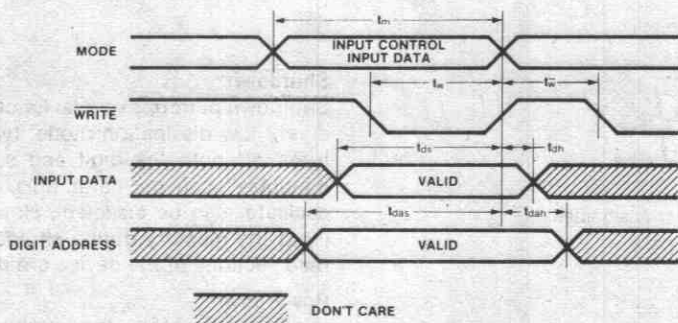 tm
MODE
INPUT CONTROL
INPUT DATA
tw
tw̅
W̅R̅I̅T̅E̅
tds
tdh
INPUT DATA
VALID
tdas
tdah
DIGIT ADDRESS
VALID
DON'T CARE